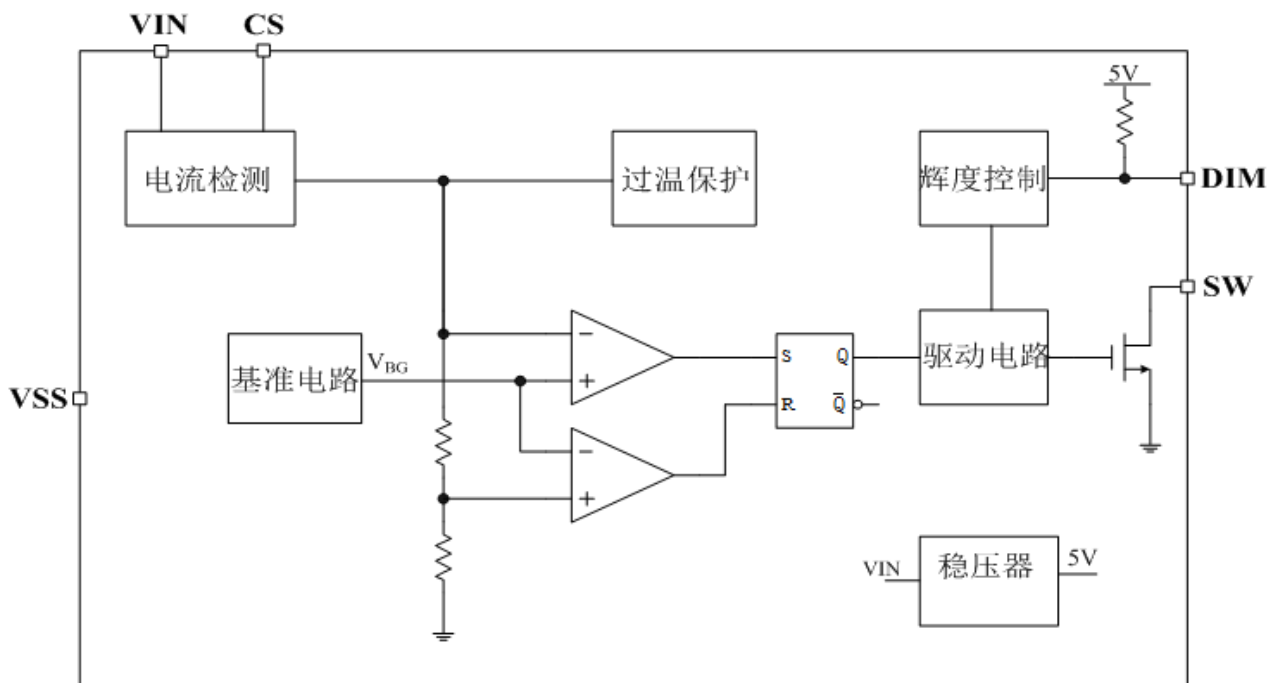 VIN
CS
5V
电流检测
过温保护
辉度控制
DIM
SW
基准电路
V_BG
VSS
−
+
−
+
S
Q
R
Q̅
驱动电路
VIN
稳压器
5V